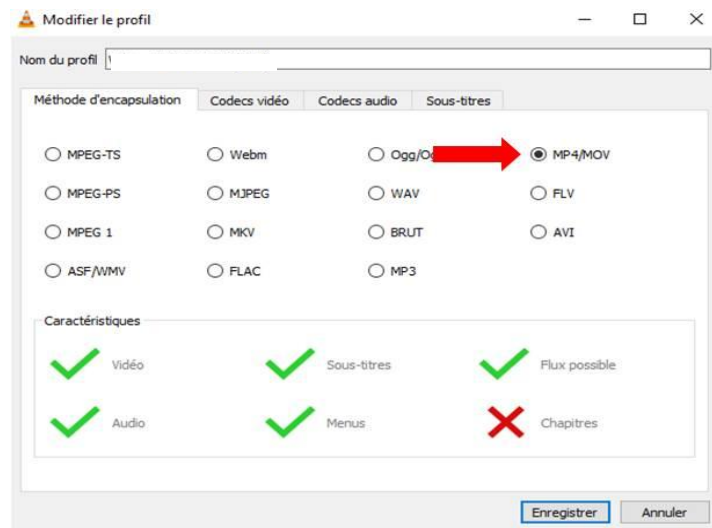 Modifier le profil
Nom du profil
Méthode d'encapsulation Codecs vidéo Codecs audio Sous-titres
MPEG-TS Webm MP4/MOV
MPEG-PS MJPEG WAV FLV
MPEG 1 MKV BRUT AVI
ASF/WMV FLAC MP3
Caractéristiques
Vidéo Sous-titres Flux possible
Audio Menus Chapitres
Enregistrer Annuler